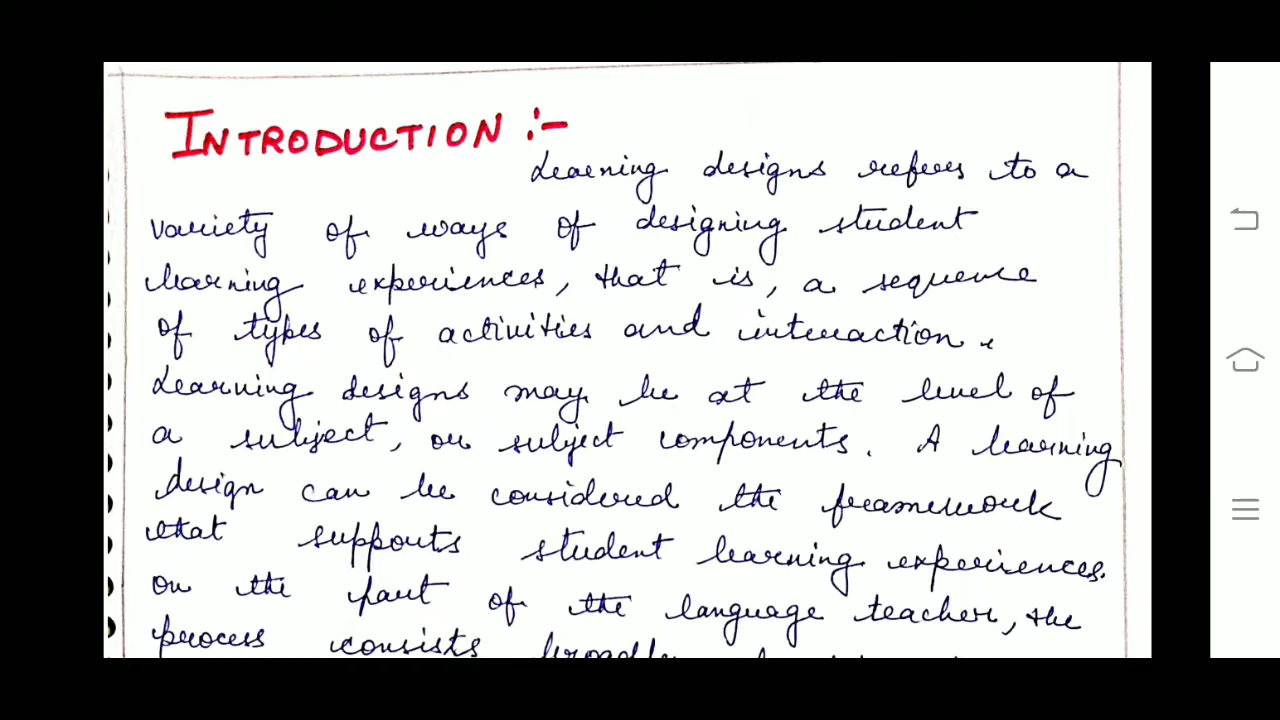 INTRODUCTION :-
Learning designs refers to a
variety of ways of designing student
learning experiences, that is, a sequence
of types of activities and interaction.
Learning designs may be at the level of
a subject, or subject components. A learning
design can be considered the framework
that supports student learning experiences.
on the part of the language teacher, the
process consists broadly